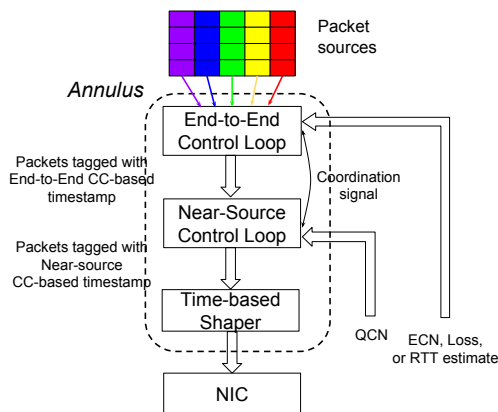 Packet
sources
Annulus
End-to-End
Control Loop
Packets tagged with
End-to-End CC-based
timestamp
Coordination
signal
Near-Source
Control Loop
Packets tagged with
Near-source
CC-based timestamp
Time-based
Shaper
QCN
ECN, Loss,
or RTT estimate
NIC